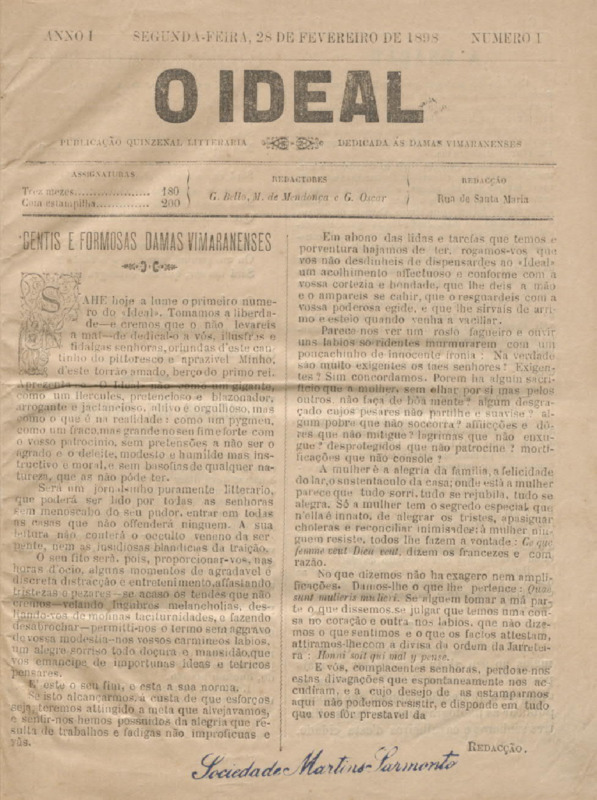 ANNO I SEGUNDA-FEIRA, 28 DE FEVEREIRO DE 1898 NUMERO 1
O IDEAL
PUBLICAÇÃO QUINZENAL LITTERARIA DEDICADA ÁS DAMAS VIMARANENSES
ASSIGNATURAS
Trez mezes..................... 180
Com estampilha............. 200
REDACTORES
G. Bello, M. de Mendonça e G. Oscar
REDACÇÃO
Rua de Santa Maria
GENTIS E FORMOSAS DAMAS VIMARANENSES
SAHE hoje a lume o primeiro nume-
ro do «Ideal». Tomamos a liberda-
de—e cremos que o não levareis
a mal—de dedical-o a vós, illustres e
fidalgas senhoras, oriundas d'este can-
tinho do pittoresco e aprazivel Minho,
d'este torrão amado, berço do primo rei.
Apresenta-se O Ideal não como um gigante,
como um Hercules, pretencioso e blazonador,
arrogante e jactancioso, altivo e orgulhoso, mas
como o que é na realidade: como um pygmeu,
como um fraco, mas grande no seu fim e forte com
o vosso patrocinio, sem pretensões a não ser o
agrado e o deleite, modesto e humilde mas ins-
tructivo e moral, e sem basofias de qualquer na-
tureza, que as não póde ter.
Será um jornalsinho puramente litterario,
que poderá ser lido por todas as senhoras
sem menoscabo do seu pudor, entrar em todas
as casas que não offenderá ninguem. A sua
leitura não conterá o occulto veneno da ser
pente, nem as insidiosas blandicias da traição.
O seu fito será, pois, proporcionar-vos, nas
horas d'ocio, alguns momentos de agradavel e
discreta distracção e entretenimento, affastando
tristezas e pezares—se acaso os tendes que não
cremos—velando lugubres melancholias, des-
ligando-vos de mofinas taciturnidades, e fazendo
desabrochar—permitti-nos o termo sem aggravo
de vossa modestia—nos vossos carmineos labios,
um alegre sorriso todo doçura e mansidão, que
vos emancipe de importunas ideas e tetricos
pensares.
E' este o seu fim, e esta a sua norma.
Se isto alcançarmos, á custa de que esforços
seja, teremos attingido a meta que alvejavamos,
e sentir-nos hemos possuidos da alegria que re-
sulta de trabalhos e fadigas não improficuas e
vãs.
Em abono das lidas e tarefas que temos e
porventura hajamos de ter, rogamos-vos que
vós não desdinheis de dispensardes ao «Ideal»
um acolhimento affectuoso e conforme com a
vossa cortezia e bondade, que lhe deis a mão
e o ampareis se cahir, que o resguardeis com a
vossa poderosa egide, e que lhe sirvais de arri-
mo e esteio quando venha a vacillar.
Parece-nos ver um rosto fagueiro e ouvir
uns labios sorridentes murmurarem com um
poucachinho de innocente ironia: Na verdade
são muito exigentes os taes senhores! Exigen-
tes? Sim concordamos. Porem ha algum sacri-
ficio que a mulher, sem olhar por si mas pelos
outros, não faça de bôa mente? algum desgra-
çado cujos pesares não partilhe e suavise? al-
gum pobre que não soccorra? afflicções e dô-
res que não mitigue? lagrimas que não enxu-
gue? desprotegidos que não patrocine? morti-
ficações que não console?
A mulher é a alegria da familia, a felicidade
do lar, o sustentaculo da casa; onde está a mulher
parece que tudo sorri, tudo se rejubila, tudo se
alegra. Só a mulher tem o segredo especial, que
n'ella é innato, de alegrar os tristes, apasiguar
choleras e reconciliar inimisades; á mulher nin-
guem resiste, todos lhe fazem a vontade: Ce que
femme veut Dieu veut, dizem os francezes e com
razão.
No que dizemos não ha exagero nem ampli-
ficações. Damos-lhe o que lhe pertence: Quae
sunt mulieris mulieri. Se alguem tomar a má par-
te o que dissemos, se julgar que temos uma coi-
sa no coração e outra nos labios, que não dize-
mos o que sentimos e o que os factos attestam,
attiramos-lhe com a divisa da ordem da Jarretei-
ra: Honni soit qui mal y pense.
E vós, complacentes senhoras, perdoae-nos
estas divagações que espontaneamente nos ac-
cudiram, e a cujo desejo de as estamparmos
aqui não podemos resistir, e disponde em tudo
que vos fôr prestavel da
REDACÇÃO.
Sociedade Martins Sarmento